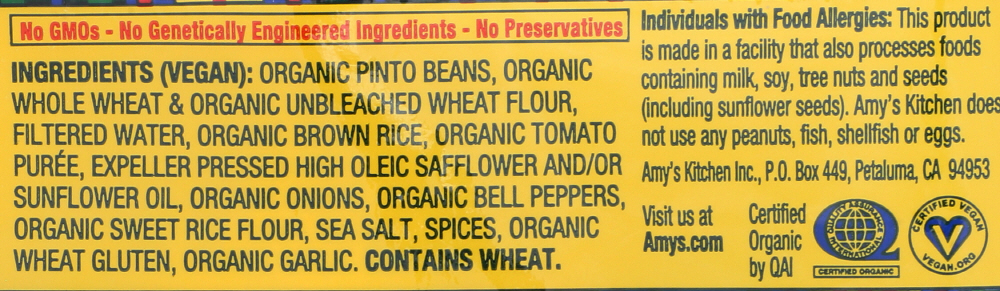 No GMOs - No Genetically Engineered Ingredients - No Preservatives
INGREDIENTS (VEGAN): ORGANIC PINTO BEANS, ORGANIC
WHOLE WHEAT & ORGANIC UNBLEACHED WHEAT FLOUR,
FILTERED WATER, ORGANIC BROWN RICE, ORGANIC TOMATO
PURÉE, EXPELLER PRESSED HIGH OLEIC SAFFLOWER AND/OR
SUNFLOWER OIL, ORGANIC ONIONS, ORGANIC BELL PEPPERS,
ORGANIC SWEET RICE FLOUR, SEA SALT, SPICES, ORGANIC
WHEAT GLUTEN, ORGANIC GARLIC. CONTAINS WHEAT.
Individuals with Food Allergies: This product
is made in a facility that also processes foods
containing milk, soy, tree nuts and seeds
(including sunflower seeds). Amy's Kitchen does
not use any peanuts, fish, shellfish or eggs.
Amy's Kitchen Inc., P.O. Box 449, Petaluma, CA 94953
Visit us at
Amys.com
Certified
Organic
by QAI
QUALITY ASSURANCE
INTERNATIONAL
CERTIFIED ORGANIC
CERTIFIED VEGAN
V
VEGAN.ORG